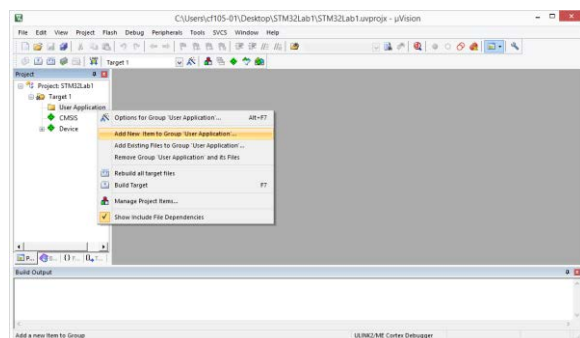 C:\Users\cf105-01\Desktop\STM32Lab1\STM32Lab1.uvprojx - µVision
File Edit View Project Flash Debug Peripherals Tools SVCS Window Help
Target 1
Project
Project: STM32Lab1
Target 1
User Application
CMSIS
Device
Options for Group 'User Application'... Alt+F7
Add New Item to Group 'User Application'...
Add Existing Files to Group 'User Application'...
Remove Group 'User Application' and its Files
Rebuild all target files
Build Target F7
Manage Project Items...
Show Include File Dependencies
Build Output
Add a new Item to Group ULINK2/ME Cortex Debugger